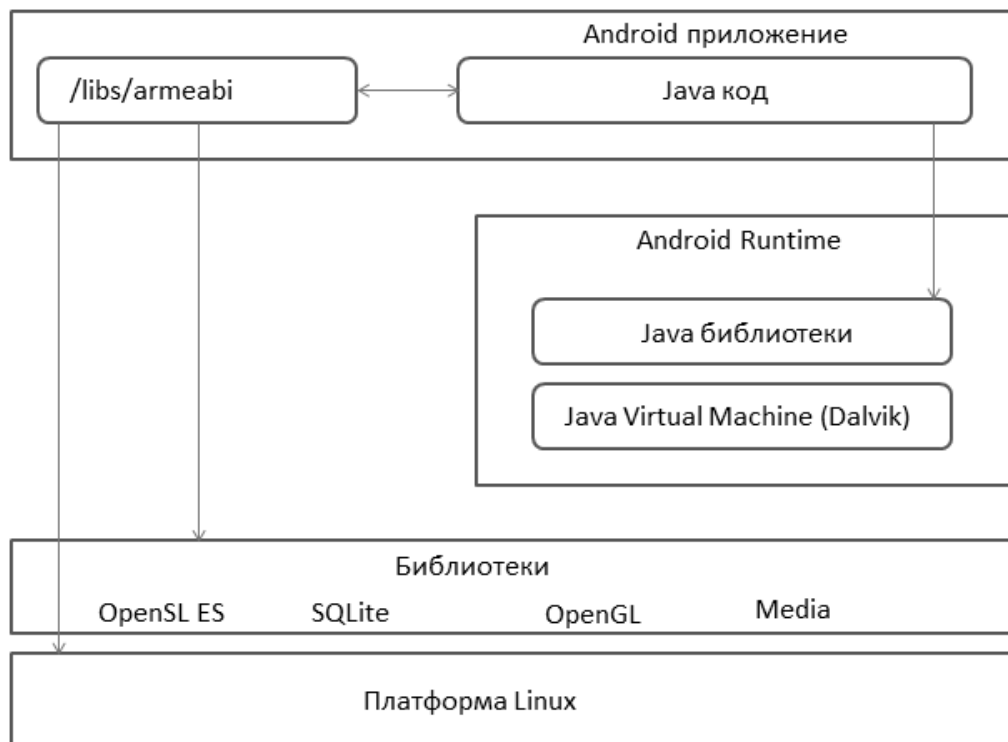 Android приложение
/libs/armeabi
Java код
Android Runtime
Java библиотеки
Java Virtual Machine (Dalvik)
Библиотеки
OpenSL ES
SQLite
OpenGL
Media
Платформа Linux